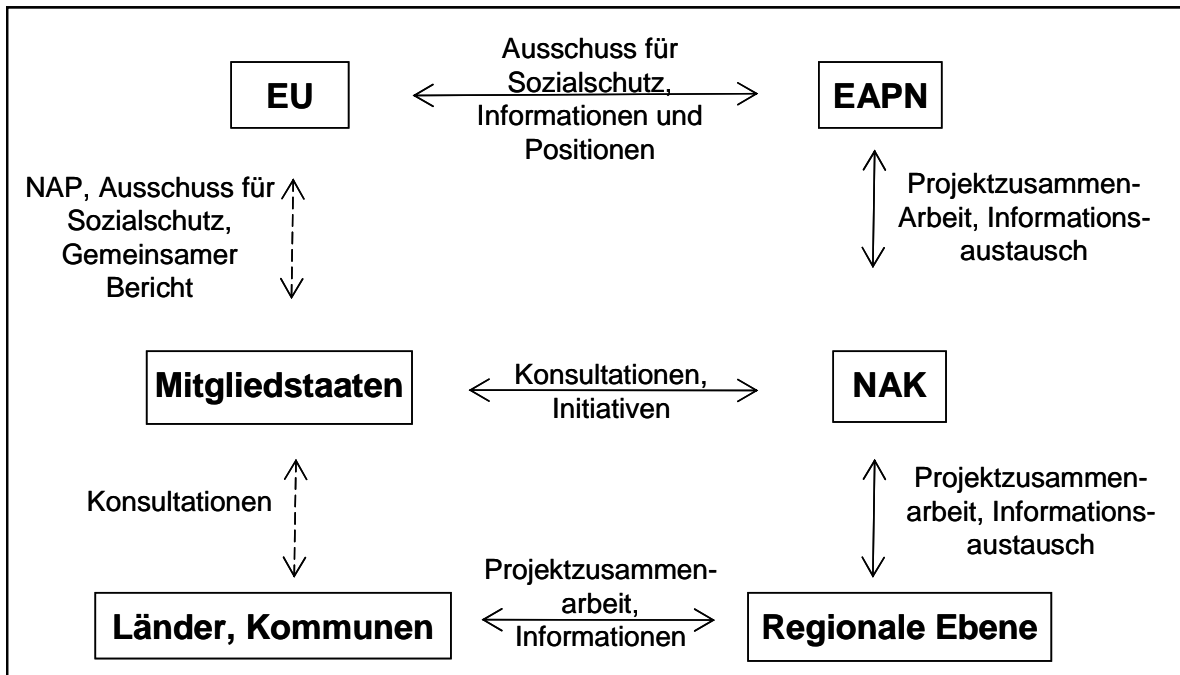 EU
Ausschuss für
Sozialschutz,
Informationen und
Positionen
EAPN
NAP, Ausschuss für
Sozialschutz,
Gemeinsamer
Bericht
Projektzusammen-
Arbeit, Informations-
austausch
Mitgliedstaaten
Konsultationen,
Initiativen
NAK
Konsultationen
Projektzusammen-
arbeit, Informations-
austausch
Länder, Kommunen
Projektzusammen-
arbeit,
Informationen
Regionale Ebene